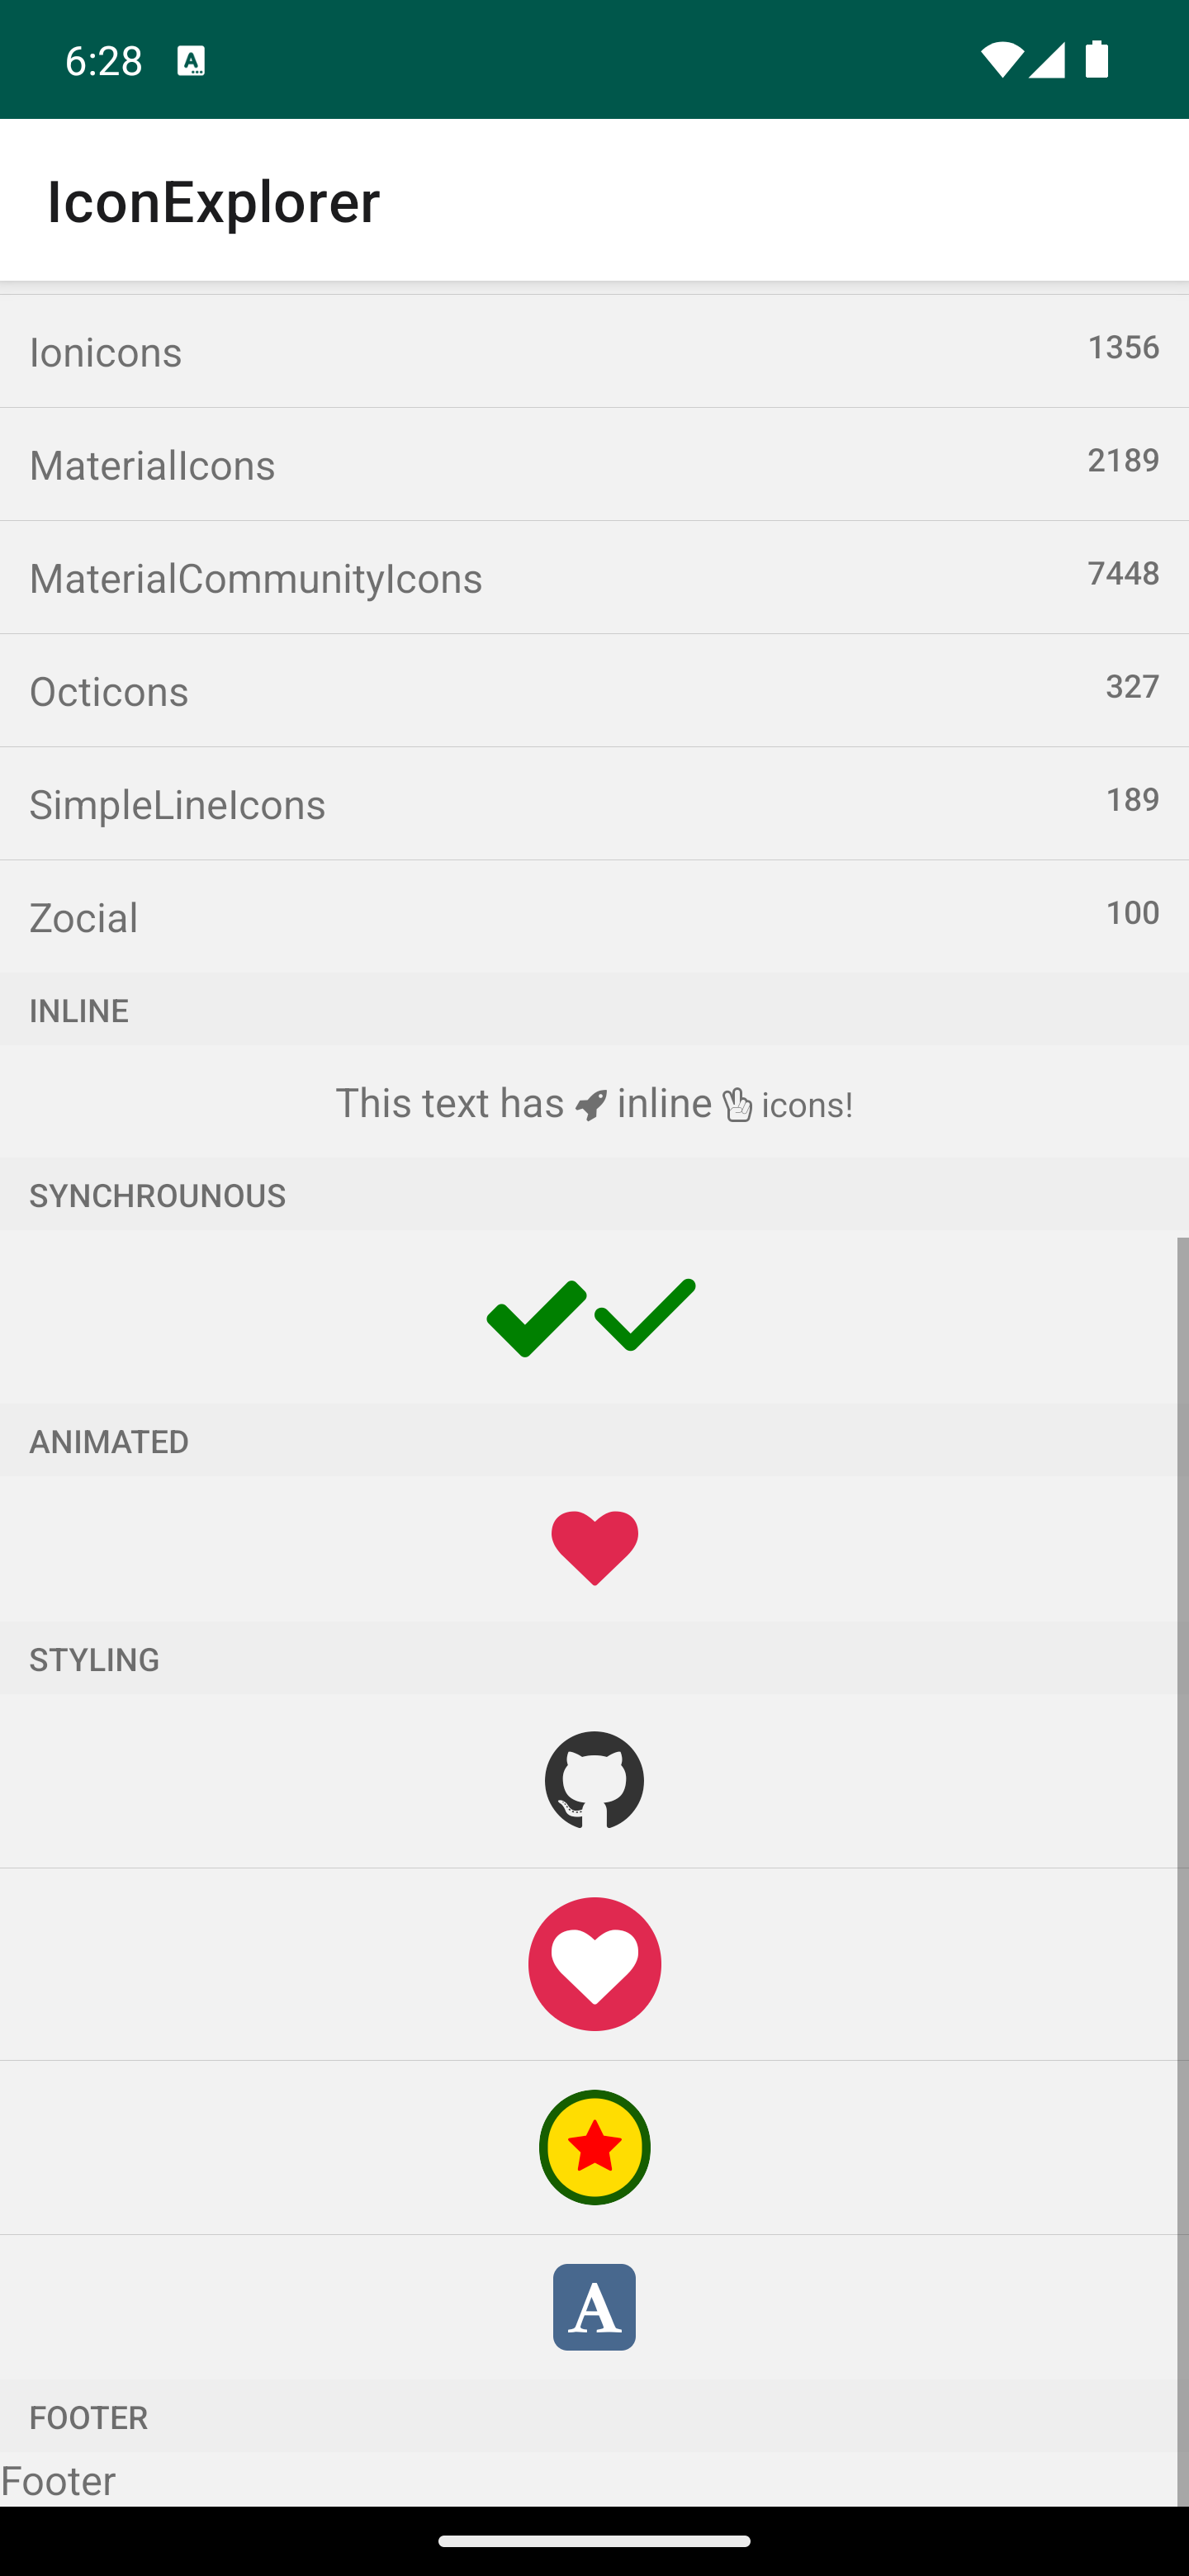 6:28
IconExplorer
Ionicons 1356
MaterialIcons 2189
MaterialCommunityIcons 7448
Octicons 327
SimpleLineIcons 189
Zocial 100
INLINE
This text has inline icons!
SYNCHROUNOUS
ANIMATED
STYLING
A
FOOTER
Footer